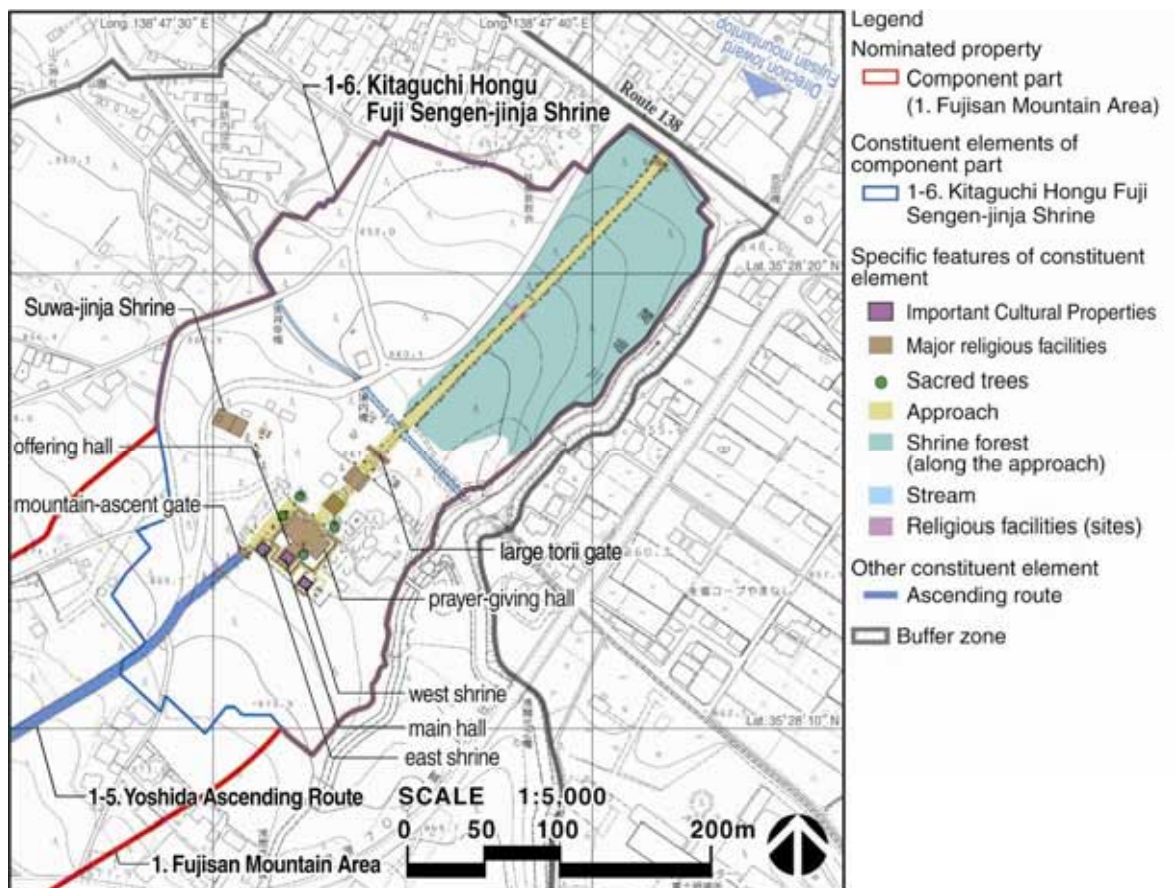 Long. 138°47'30" E
Long. 138°47'40" E
Direction toward
Fujisan mountaintop
Route 138
1-6. Kitaguchi Hongu
Fuji Sengen-jinja Shrine
Lat. 35°28'20" N
Suwa-jinja Shrine
offering hall
mountain-ascent gate
large torii gate
prayer-giving hall
west shrine
main hall
east shrine
Lat. 35°28'10" N
1-5. Yoshida Ascending Route
1. Fujisan Mountain Area
SCALE 1:5,000
0 50 100 200m
Legend
Nominated property
Component part
(1. Fujisan Mountain Area)
Constituent elements of
component part
1-6. Kitaguchi Hongu Fuji
Sengen-jinja Shrine
Specific features of constituent
element
Important Cultural Properties
Major religious facilities
Sacred trees
Approach
Shrine forest
(along the approach)
Stream
Religious facilities (sites)
Other constituent element
Ascending route
Buffer zone